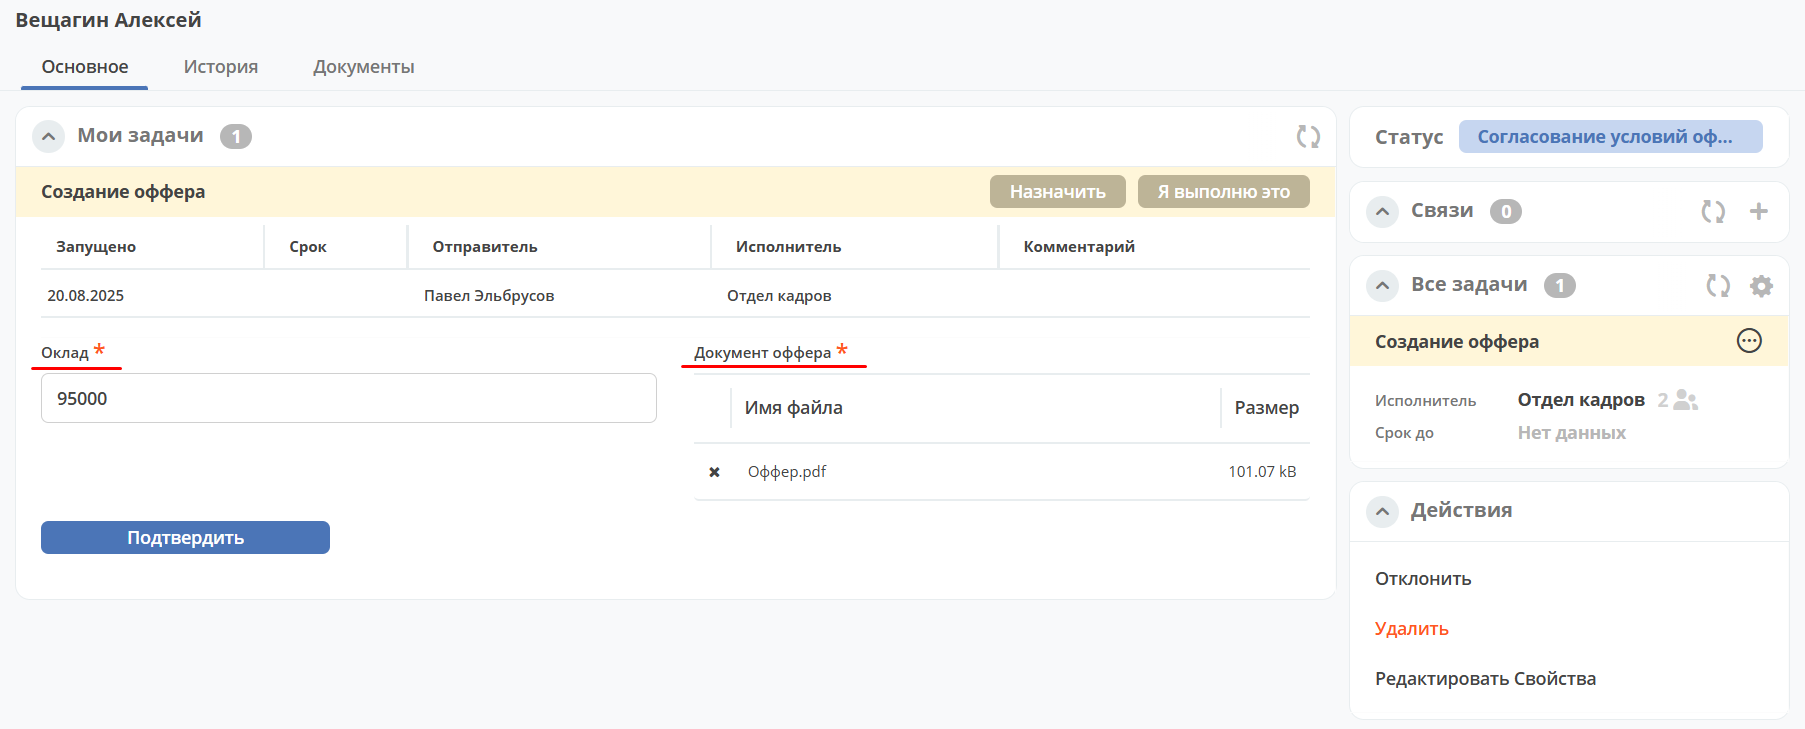 Вещагин Алексей
Основное История Документы
Мои задачи 1
Создание оффера Назначить Я выполню это
Запущено Срок Отправитель Исполнитель Комментарий
20.08.2025 Павел Эльбрусов Отдел кадров
Оклад * Документ оффера *
95000
Имя файла Размер
✖ Оффер.pdf 101.07 kB
Подтвердить
Статус Согласование условий оф...
Связи 0
Все задачи 1
Создание оффера
Исполнитель Отдел кадров 2
Срок до Нет данных
Действия
Отклонить
Удалить
Редактировать Свойства